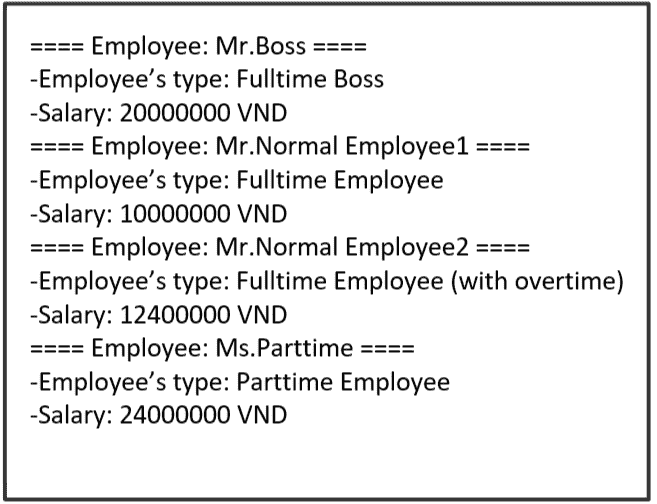 ==== Employee: Mr.Boss ====
-Employee’s type: Fulltime Boss
-Salary: 20000000 VND
==== Employee: Mr.Normal Employee1 ====
-Employee’s type: Fulltime Employee
-Salary: 10000000 VND
==== Employee: Mr.Normal Employee2 ====
-Employee’s type: Fulltime Employee (with overtime)
-Salary: 12400000 VND
==== Employee: Ms.Parttime ====
-Employee’s type: Parttime Employee
-Salary: 24000000 VND